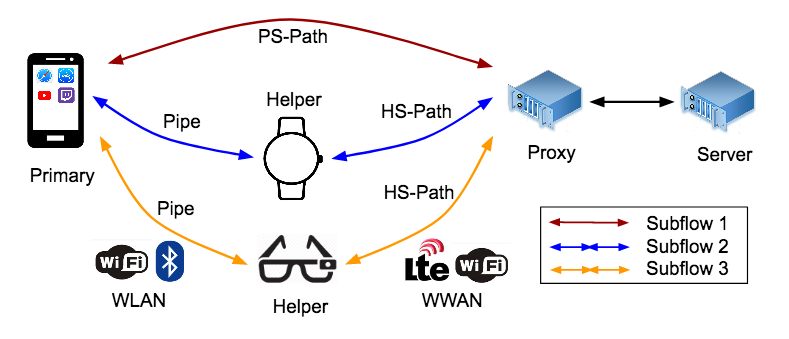 PS-Path
Helper
Pipe
HS-Path
Primary
Proxy
Server
Pipe
HS-Path
Subflow 1
Subflow 2
Subflow 3
WiFi
Lte
WiFi
WLAN
Helper
WWAN